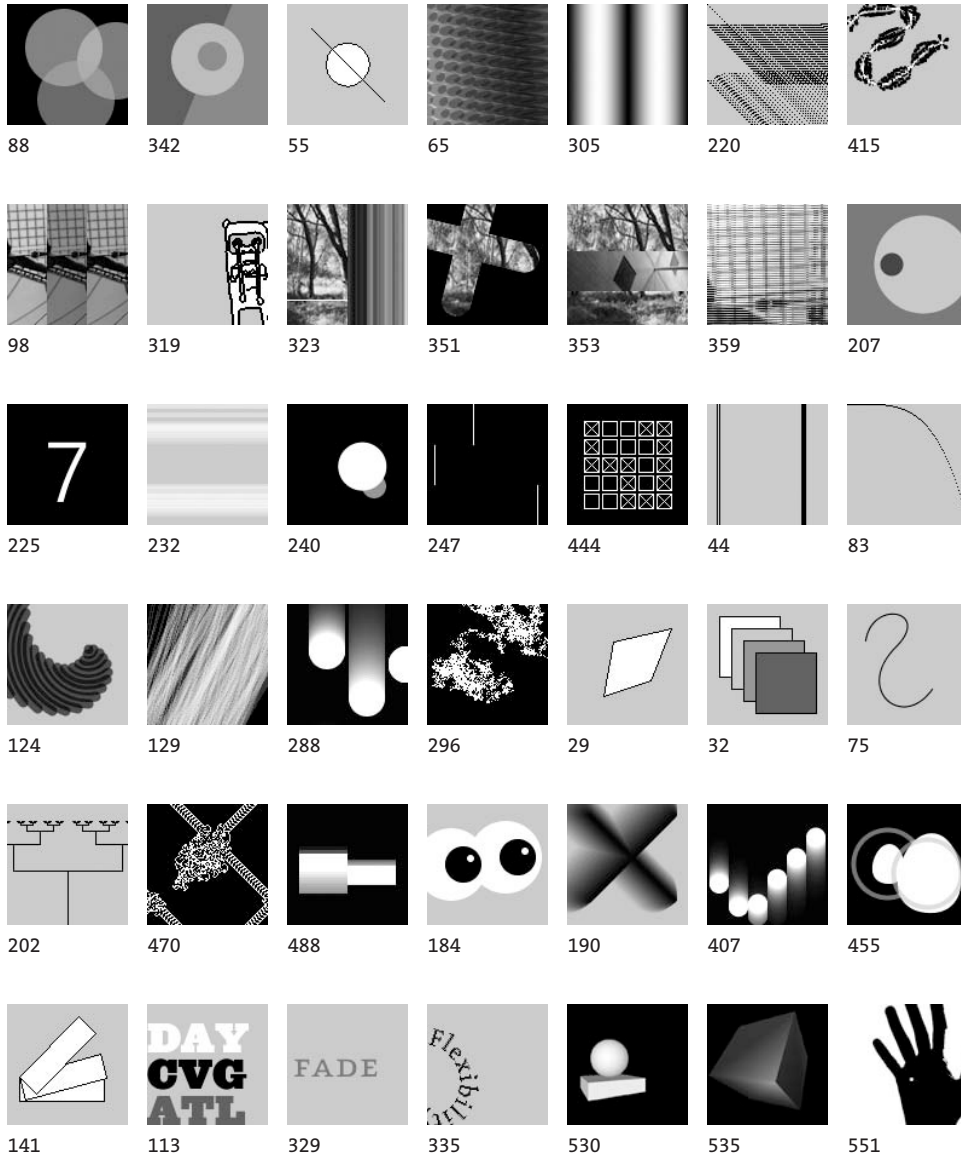 88 342 55 65 305 220 415
98 319 323 351 353 359 207
7
225 232 240 247 444 44 83
124 129 288 296 29 32 75
202 470 488 184 190 407 455
DAY
CVG
ATL
FADE
Flexibility
141 113 329 335 530 535 551